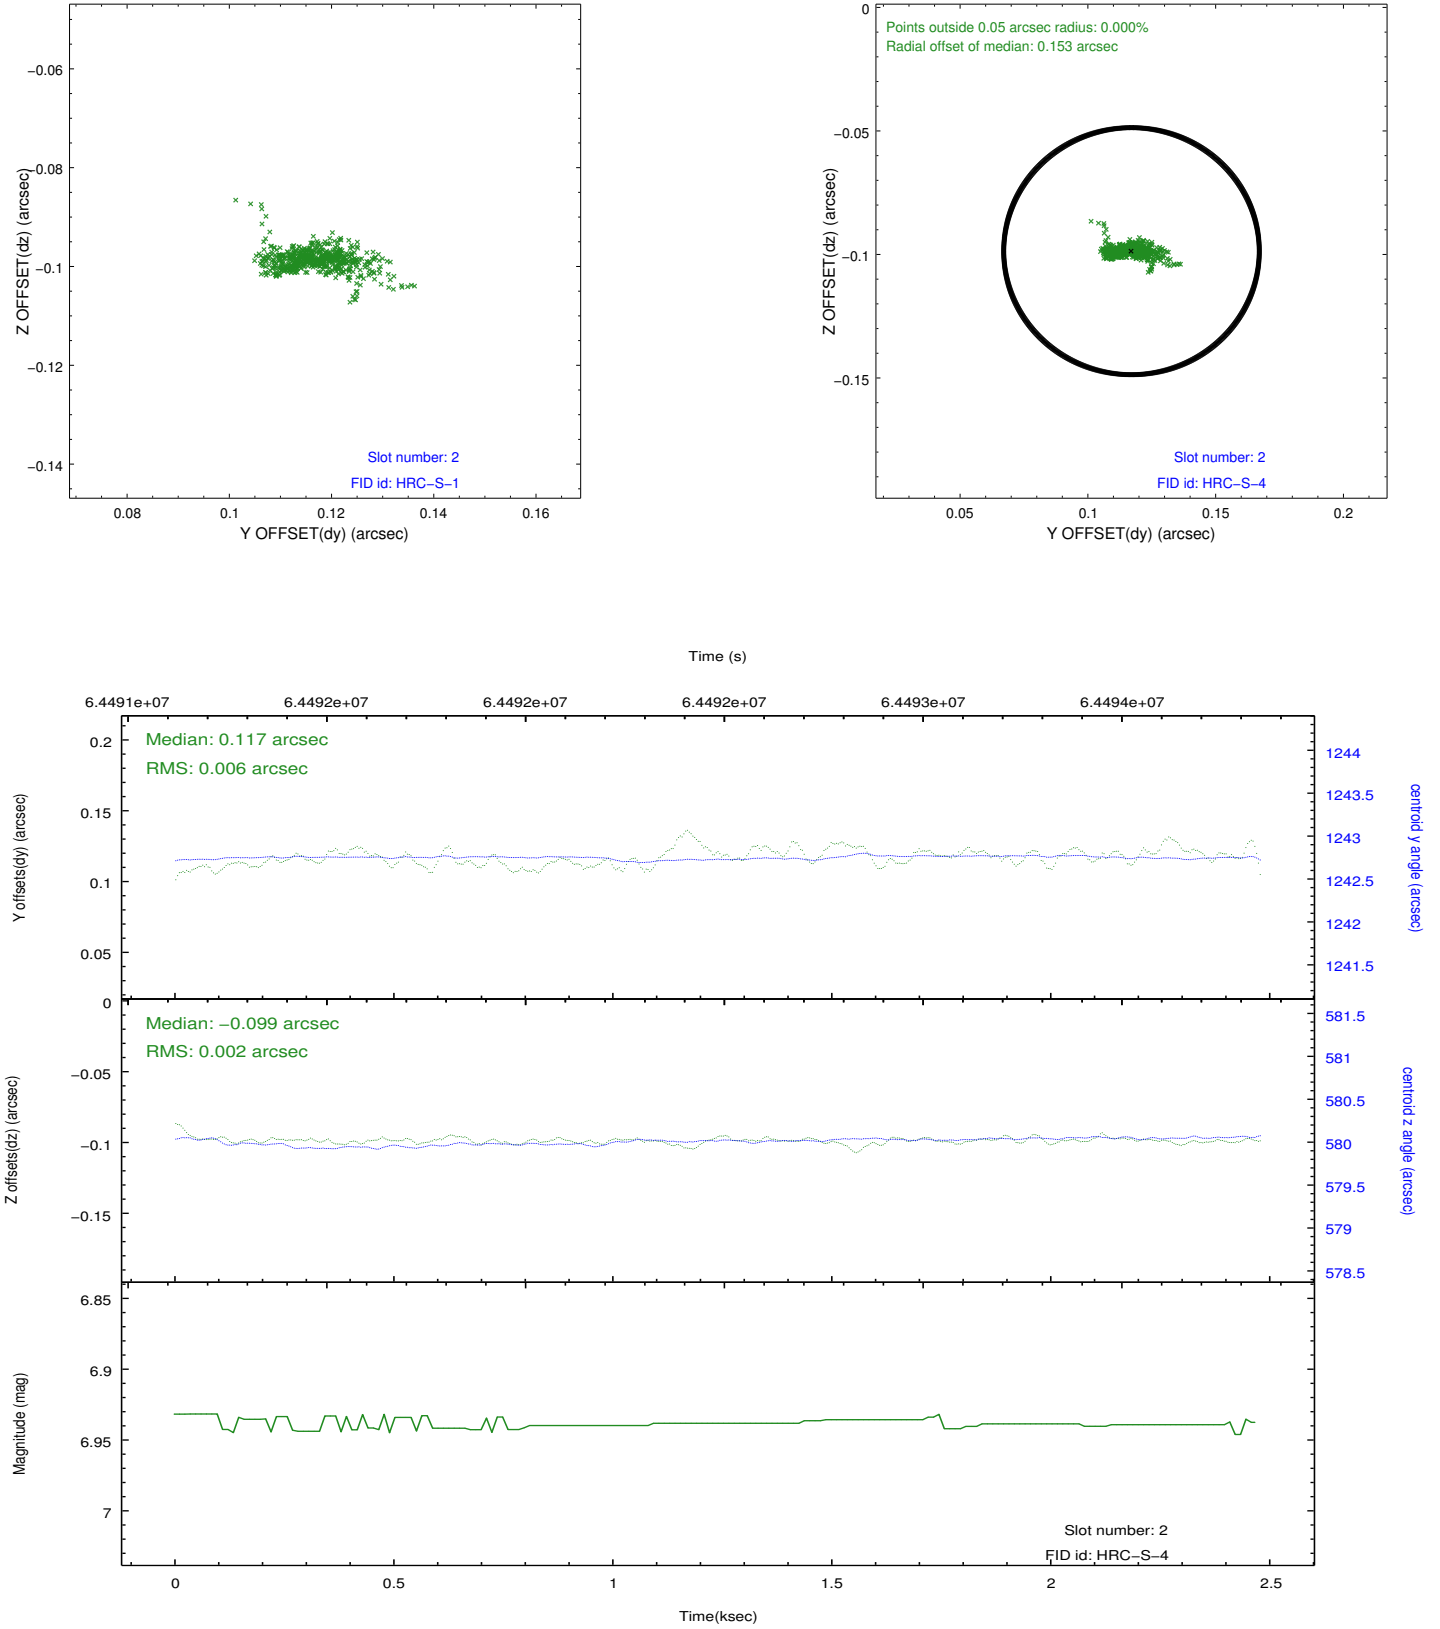 −0.06
−0.08
−0.1
−0.12
−0.14
Z OFFSET(dz) (arcsec)
Slot number: 2
FID id: HRC−S−1
0.08
0.1
0.12
0.14
0.16
Y OFFSET(dy) (arcsec)
0
−0.05
−0.1
−0.15
Z OFFSET(dz) (arcsec)
Points outside 0.05 arcsec radius: 0.000%
Radial offset of median: 0.153 arcsec
Slot number: 2
FID id: HRC−S−4
0.05
0.1
0.15
0.2
Y OFFSET(dy) (arcsec)
Time (s)
6.4491e+07
6.4492e+07
6.4492e+07
6.4492e+07
6.4493e+07
6.4494e+07
Median: 0.117 arcsec
RMS: 0.006 arcsec
0.2
0.15
0.1
0.05
0
Y offsets(dy) (arcsec)
1244
1243.5
1243
1242.5
1242
1241.5
centroid y angle (arcsec)
Median: −0.099 arcsec
RMS: 0.002 arcsec
−0.05
−0.1
−0.15
Z offsets(dz) (arcsec)
581.5
581
580.5
580
579.5
579
578.5
centroid z angle (arcsec)
6.85
6.9
6.95
7
Magnitude (mag)
Slot number: 2
FID id: HRC−S−4
0
0.5
1
1.5
2
2.5
Time(ksec)